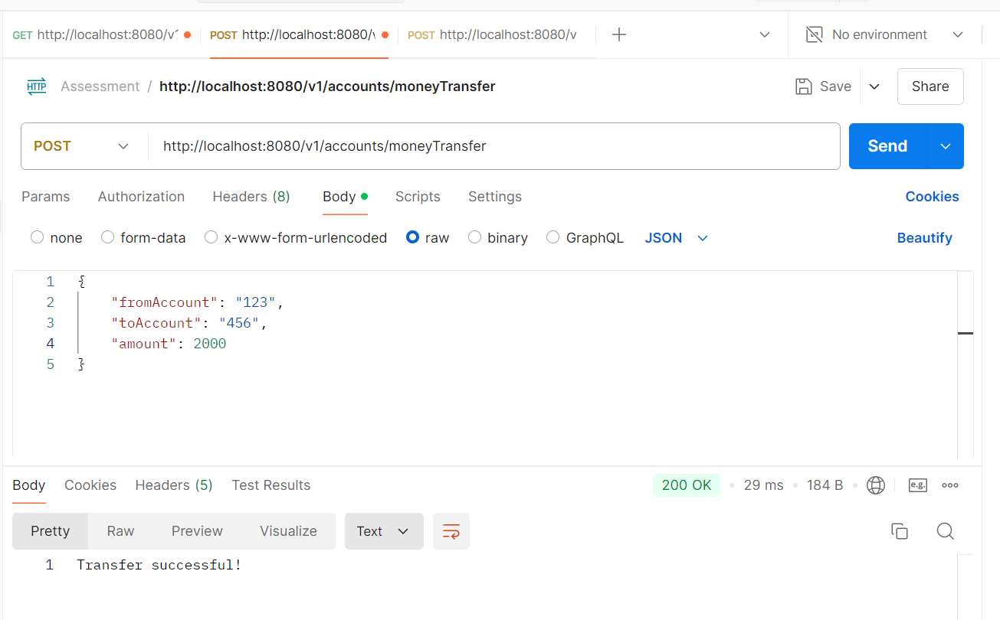 GET http://localhost:8080/v1 POST http://localhost:8080/v POST http://localhost:8080/v No environment
HTTP Assessment / http://localhost:8080/v1/accounts/moneyTransfer Save Share
POST http://localhost:8080/v1/accounts/moneyTransfer Send
Params Authorization Headers (8) Body Scripts Settings Cookies
none form-data x-www-form-urlencoded raw binary GraphQL JSON Beautify
1 {
2 "fromAccount": "123",
3 "toAccount": "456",
4 "amount": 2000
5 }
Body Cookies Headers (5) Test Results 200 OK 29 ms 184 B e.g.
Pretty Raw Preview Visualize Text
1 Transfer successful!